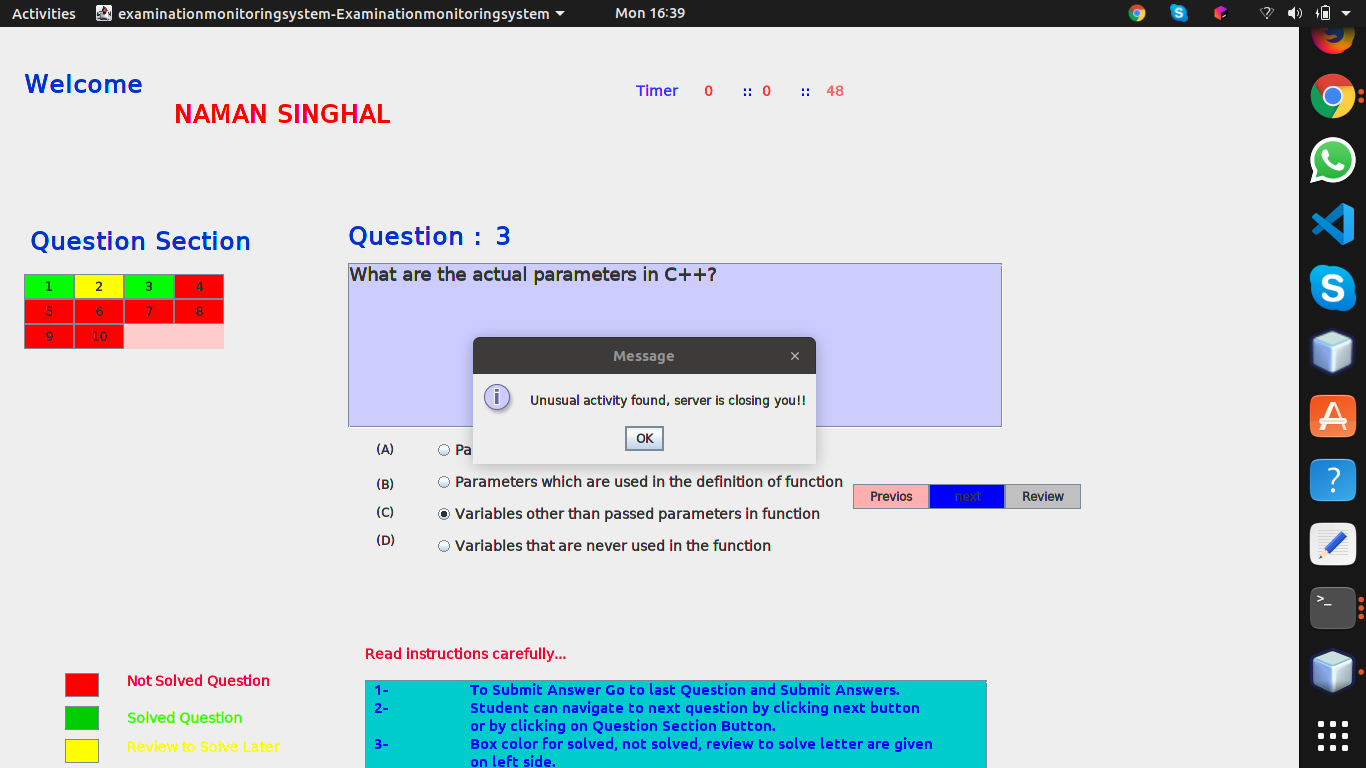 Activities examinationmonitoringsystem-Examinationmonitoringsystem Mon 16:39
Welcome
NAMAN SINGHAL
Timer 0 :: 0 :: 48
Question Section
1 2 3 4
5 6 7 8
9 10
Question : 3
What are the actual parameters in C++?
Message
Unusual activity found, server is closing you!!
OK
(A) Pa
(B) Parameters which are used in the definition of function
(C) Variables other than passed parameters in function
(D) Variables that are never used in the function
Previos next Review
Not Solved Question
Solved Question
Review to Solve Later
Read instructions carefully...
1- To Submit Answer Go to last Question and Submit Answers.
2- Student can navigate to next question by clicking next button
or by clicking on Question Section Button.
3- Box color for solved, not solved, review to solve letter are given
on left side.